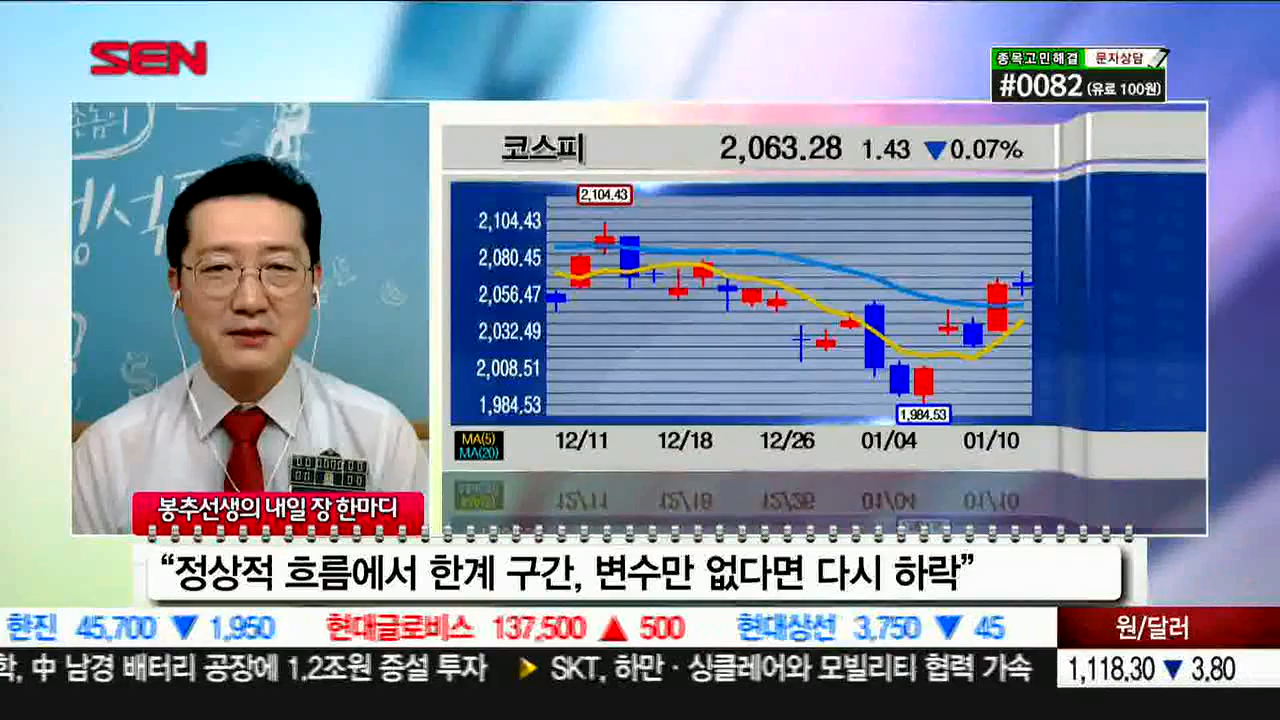 SEN
종목고민해결 문자상담
#0082 (유료 100원)
코스피 2,063.28 1.43 ▼0.07%
2,104.43
2,104.43
2,080.45
2,056.47
2,032.49
2,008.51
1,984.53
1,984.53
MA(5)
MA(20)
12/11 12/18 12/26 01/04 01/10
봉추선생의 내일 장 한마디
“정상적 흐름에서 한계 구간, 변수만 없다면 다시 하락”
한진 45,700 ▼ 1,950 현대글로비스 137,500 ▲ 500 현대상선 3,750 ▼ 45
원/달러
학, 中 남경 배터리 공장에 1.2조원 증설 투자 ▶ SKT, 하만·싱클레어와 모빌리티 협력 가속
1,118.30 ▼ 3.80